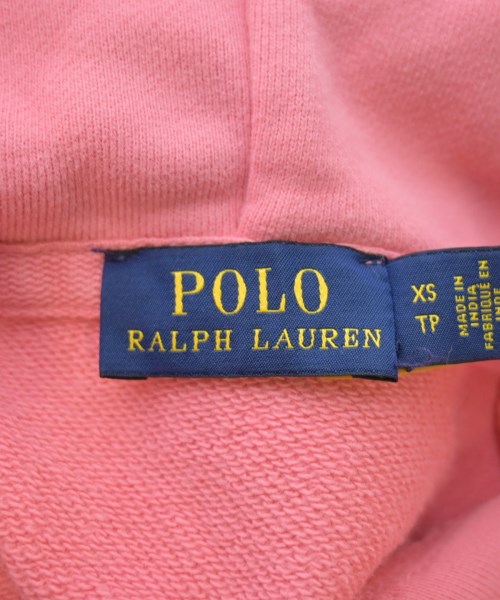 POLO
RALPH LAUREN
XS
TP
MADE IN
INDIA
FABRIQUÉ EN
INDE